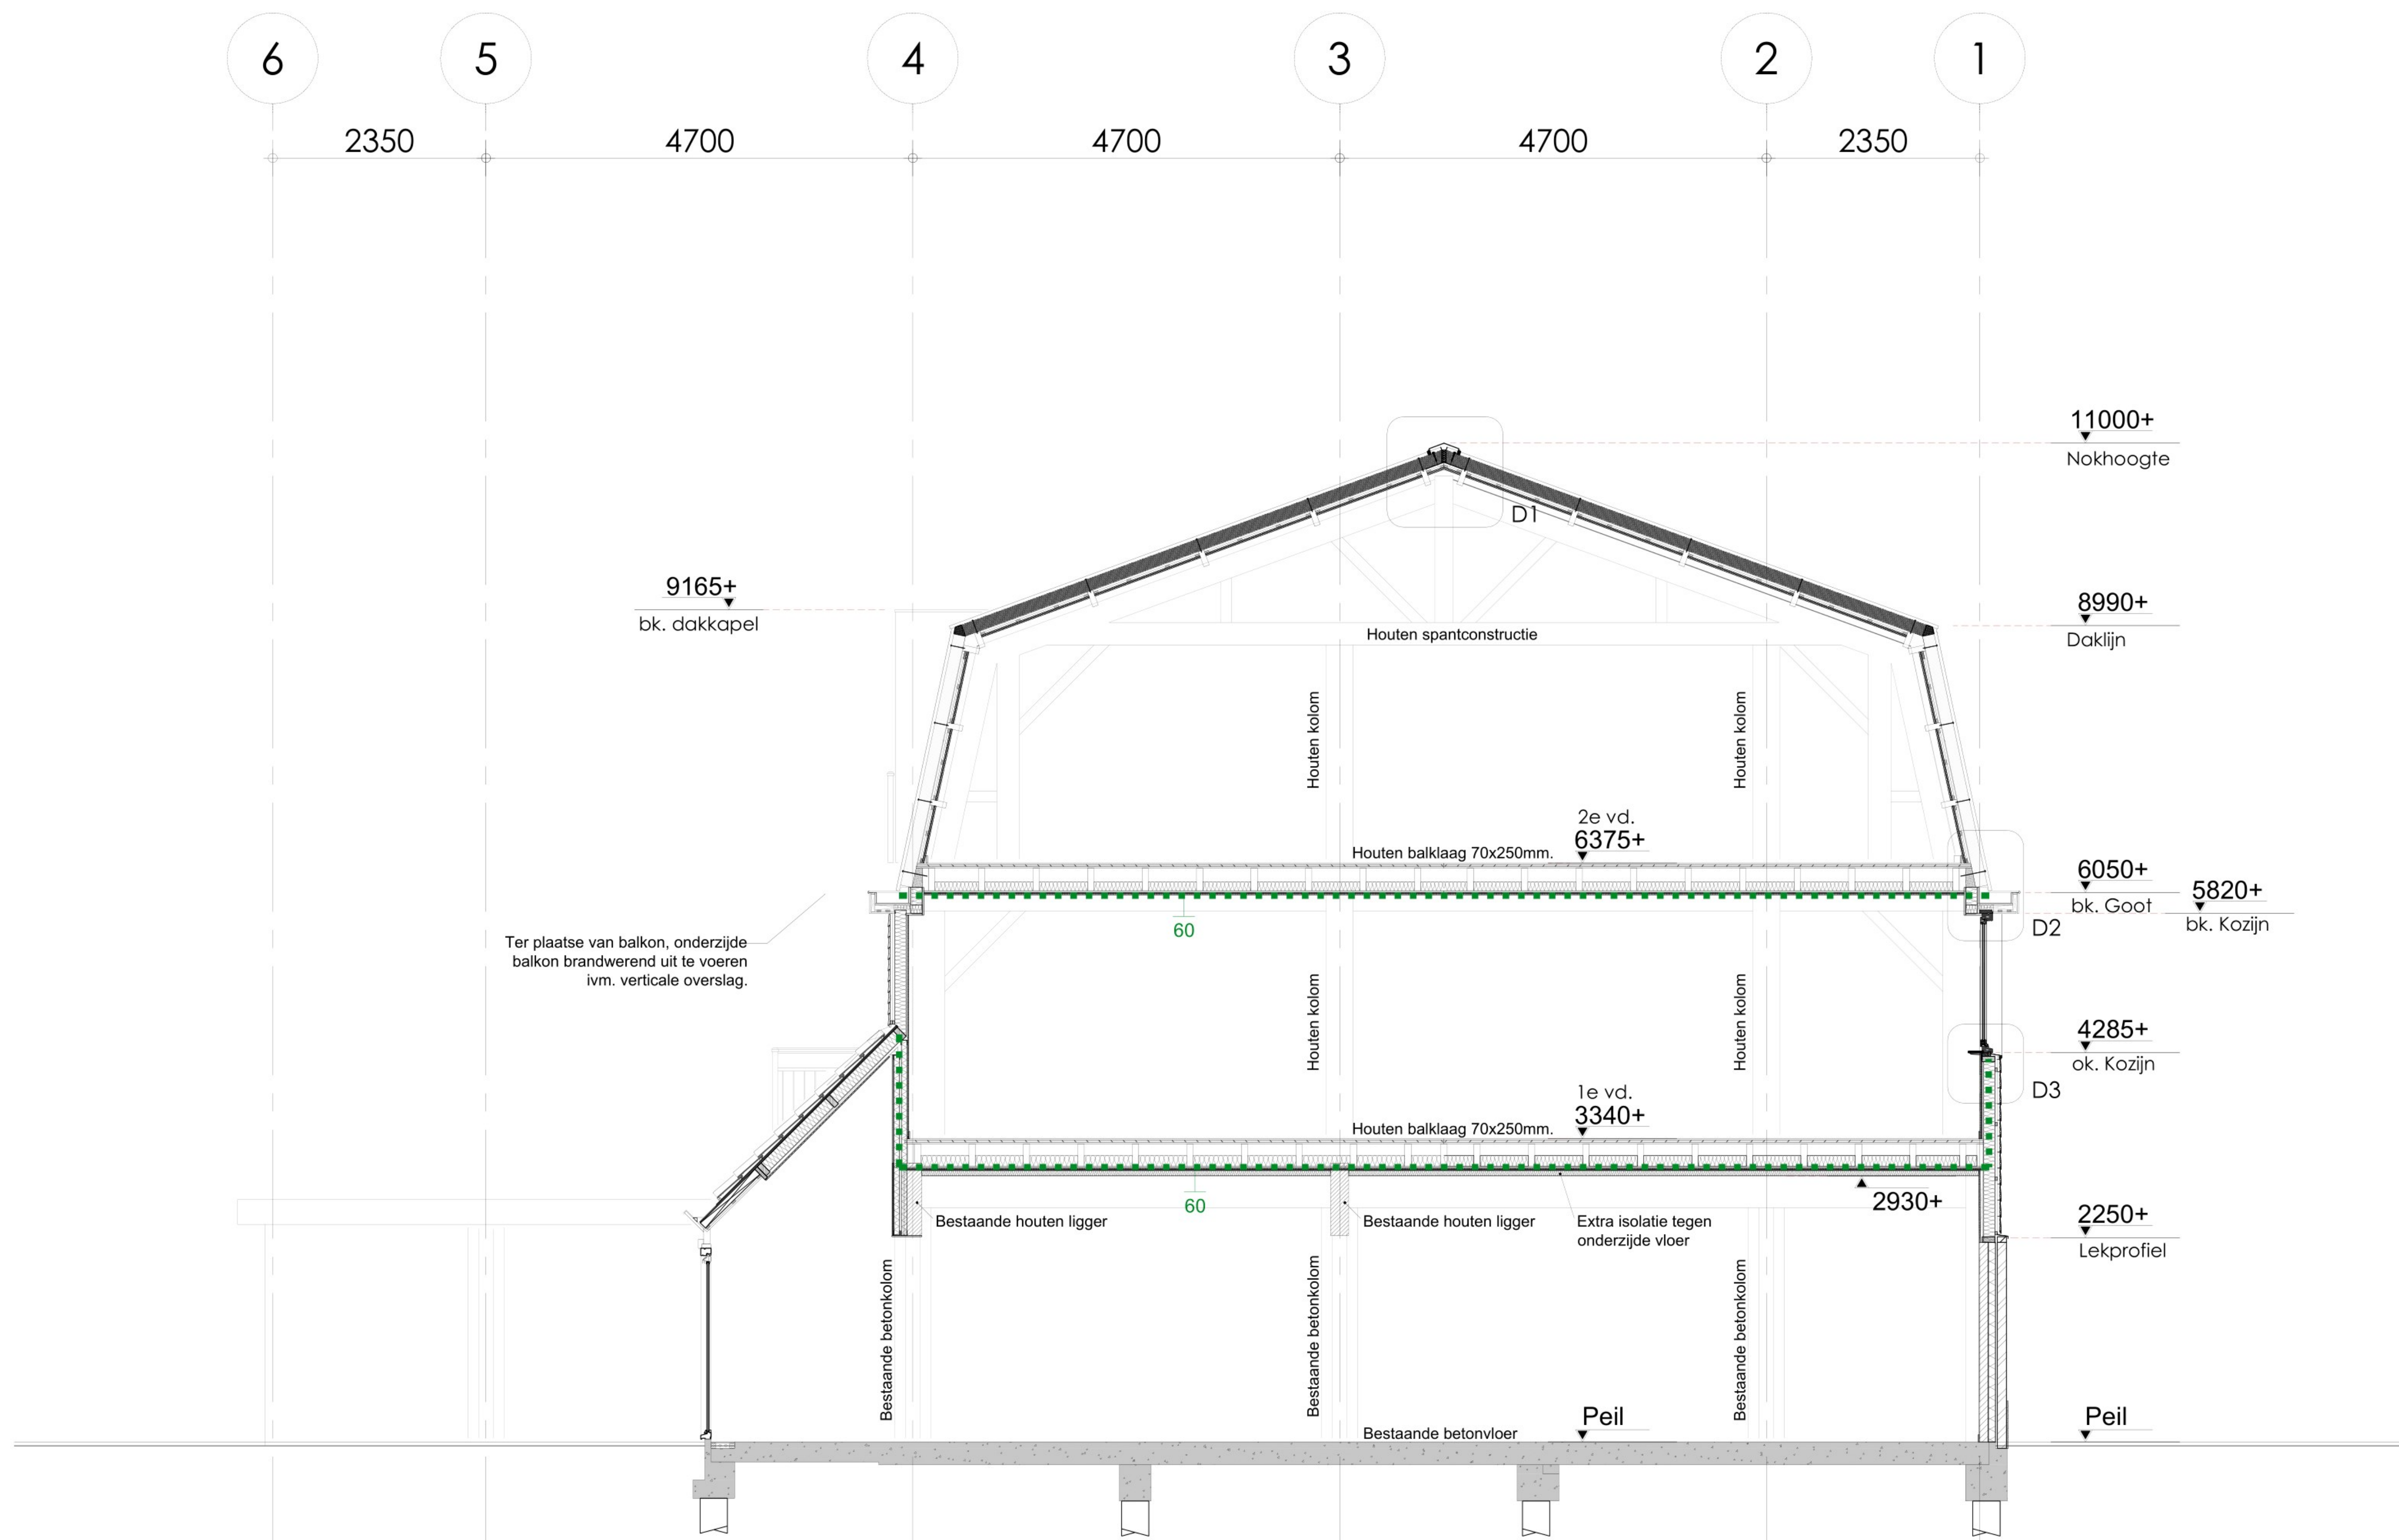 6 5 4 3 2 1
2350 4700 4700 4700 2350
11000+
Nokhoogte
D1
9165+
bk. dakkapel
8990+
Daklijn
Houten spantconstructie
Houten kolom
Houten kolom
2e vd.
6375+
Houten balklaag 70x250mm.
6050+
bk. Goot
5820+
bk. Kozijn
D2
60
Ter plaatse van balkon, onderzijde
balkon brandwerend uit te voeren
ivm. verticale overslag.
Houten kolom
Houten kolom
4285+
ok. Kozijn
D3
1e vd.
3340+
Houten balklaag 70x250mm.
2930+
60
Bestaande houten ligger
Bestaande houten ligger
Extra isolatie tegen
onderzijde vloer
2250+
Lekprofiel
Bestaande betonkolom
Bestaande betonkolom
Bestaande betonkolom
Bestaande betonvloer
Peil
Peil